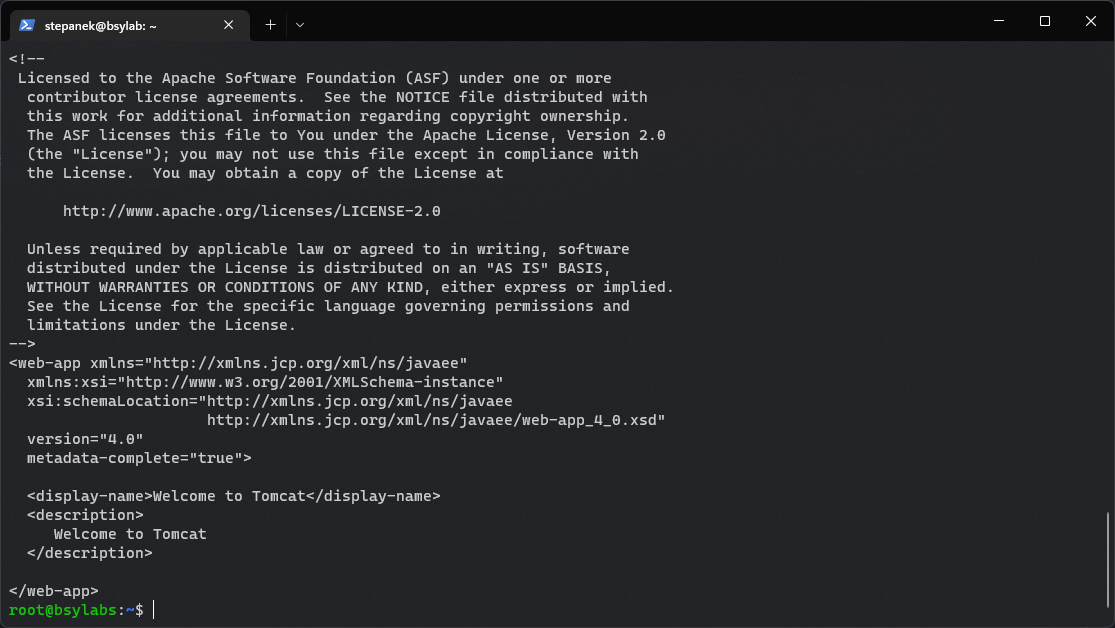 stepanek@bsylab: ~
<!--
 Licensed to the Apache Software Foundation (ASF) under one or more
  contributor license agreements.  See the NOTICE file distributed with
  this work for additional information regarding copyright ownership.
  The ASF licenses this file to You under the Apache License, Version 2.0
  (the "License"); you may not use this file except in compliance with
  the License.  You may obtain a copy of the License at

      http://www.apache.org/licenses/LICENSE-2.0

  Unless required by applicable law or agreed to in writing, software
  distributed under the License is distributed on an "AS IS" BASIS,
  WITHOUT WARRANTIES OR CONDITIONS OF ANY KIND, either express or implied.
  See the License for the specific language governing permissions and
  limitations under the License.
-->
<web-app xmlns="http://xmlns.jcp.org/xml/ns/javaee"
  xmlns:xsi="http://www.w3.org/2001/XMLSchema-instance"
  xsi:schemaLocation="http://xmlns.jcp.org/xml/ns/javaee
                      http://xmlns.jcp.org/xml/ns/javaee/web-app_4_0.xsd"
  version="4.0"
  metadata-complete="true">

  <display-name>Welcome to Tomcat</display-name>
  <description>
     Welcome to Tomcat
  </description>

</web-app>
root@bsylabs:~$